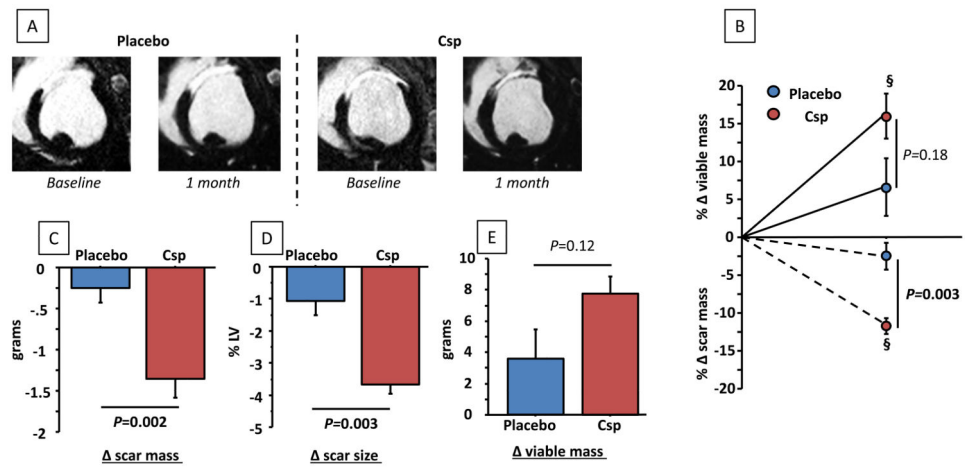 A
Placebo
Csp
Baseline
1 month
Baseline
1 month
B
% Δ viable mass
% Δ scar mass
20
15
10
5
0
-5
-10
-15
-20
Placebo
Csp
§
P=0.18
P=0.003
§
C
Placebo Csp
grams
0
-.5
-1
-1.5
-2
P=0.002
Δ scar mass
D
Placebo Csp
% LV
0
-1
-2
-3
-4
-5
P=0.003
Δ scar size
E
P=0.12
grams
10
8
6
4
2
0
Placebo Csp
Δ viable mass